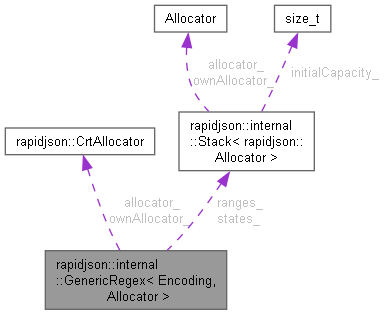 Allocator
size_t
allocator_
ownAllocator_
initialCapacity_
rapidjson::internal
::Stack< rapidjson::
Allocator >
rapidjson::CrtAllocator
allocator_
ownAllocator_
ranges_
states_
rapidjson::internal
::GenericRegex< Encoding,
Allocator >